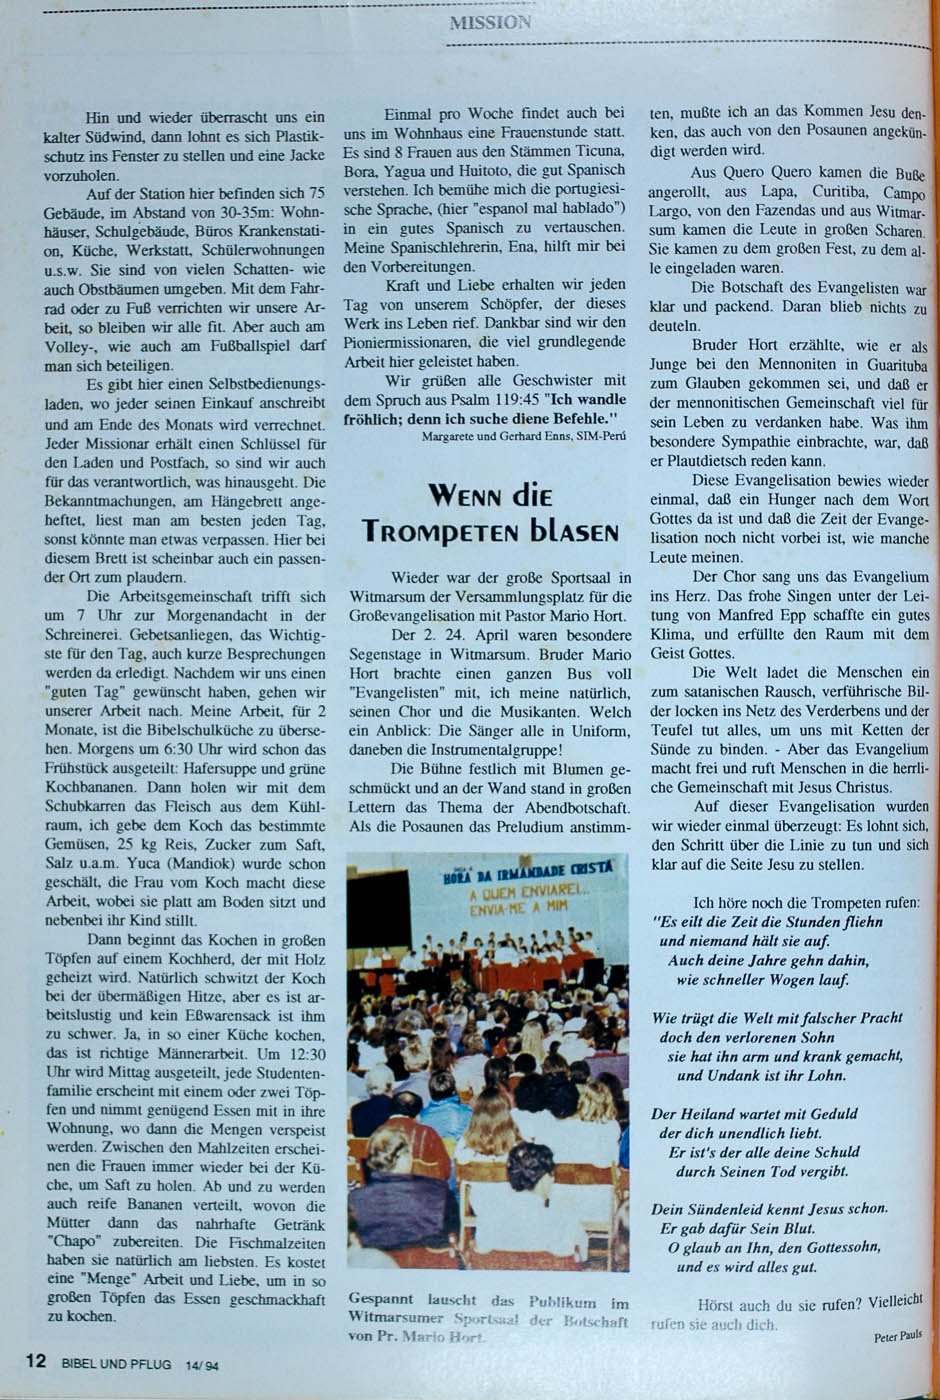 MISSION
Hin und wieder überrascht uns ein
kalter Südwind, dann lohnt es sich Plastik-
schutz ins Fenster zu stellen und eine Jacke
vorzuholen.
Auf der Station hier befinden sich 75
Gebäude, im Abstand von 30-35m: Wohn-
häuser, Schulgebäude, Büros Krankenstati-
on, Küche, Werkstatt, Schülerwohnungen
u.s.w. Sie sind von vielen Schatten- wie
auch Obstbäumen umgeben. Mit dem Fahr-
rad oder zu Fuß verrichten wir unsere Ar-
beit, so bleiben wir alle fit. Aber auch am
Volley-, wie auch am Fußballspiel darf
man sich beteiligen.
Es gibt hier einen Selbstbedienungs-
laden, wo jeder seinen Einkauf anschreibt
und am Ende des Monats wird verrechnet.
Jeder Missionar erhält einen Schlüssel für
den Laden und Postfach, so sind wir auch
für das verantwortlich, was hinausgeht. Die
Bekanntmachungen, am Hängebrett ange-
heftet, liest man am besten jeden Tag,
sonst könnte man etwas verpassen. Hier bei
diesem Brett ist scheinbar auch ein passen-
der Ort zum plaudern.
Die Arbeitsgemeinschaft trifft sich
um 7 Uhr zur Morgenandacht in der
Schreinerei. Gebetsanliegen, das Wichtig-
ste für den Tag, auch kurze Besprechungen
werden da erledigt. Nachdem wir uns einen
"guten Tag" gewünscht haben, gehen wir
unserer Arbeit nach. Meine Arbeit, für 2
Monate, ist die Bibelschulküche zu überse-
hen. Morgens um 6:30 Uhr wird schon das
Frühstück ausgeteilt: Hafersuppe und grüne
Kochbananen. Dann holen wir mit dem
Schubkarren das Fleisch aus dem Kühl-
raum, ich gebe dem Koch das bestimmte
Gemüsen, 25 kg Reis, Zucker zum Saft,
Salz u.a.m. Yuca (Mandiok) wurde schon
geschält, die Frau vom Koch macht diese
Arbeit, wobei sie platt am Boden sitzt und
nebenbei ihr Kind stillt.
Dann beginnt das Kochen in großen
Töpfen auf einem Kochherd, der mit Holz
geheizt wird. Natürlich schwitzt der Koch
bei der übermäßigen Hitze, aber es ist ar-
beitslustig und kein Eßwarensack ist ihm
zu schwer. Ja, in so einer Küche kochen,
das ist richtige Männerarbeit. Um 12:30
Uhr wird Mittag ausgeteilt, jede Studenten-
familie erscheint mit einem oder zwei Töp-
fen und nimmt genügend Essen mit in ihre
Wohnung, wo dann die Mengen verspeist
werden. Zwischen den Mahlzeiten erschei-
nen die Frauen immer wieder bei der Kü-
che, um Saft zu holen. Ab und zu werden
auch reife Bananen verteilt, wovon die
Mütter dann das nahrhafte Getränk
"Chapo" zubereiten. Die Fischmalzeiten
haben sie natürlich am liebsten. Es kostet
eine "Menge" Arbeit und Liebe, um in so
großen Töpfen das Essen geschmackhaft
zu kochen.
Einmal pro Woche findet auch bei
uns im Wohnhaus eine Frauenstunde statt.
Es sind 8 Frauen aus den Stämmen Ticuna,
Bora, Yagua und Huitoto, die gut Spanisch
verstehen. Ich bemühe mich die portugiesi-
sche Sprache, (hier "espanol mal hablado")
in ein gutes Spanisch zu vertauschen.
Meine Spanischlehrerin, Ena, hilft mir bei
den Vorbereitungen.
Kraft und Liebe erhalten wir jeden
Tag von unserem Schöpfer, der dieses
Werk ins Leben rief. Dankbar sind wir den
Pioniermissionaren, die viel grundlegende
Arbeit hier geleistet haben.
Wir grüßen alle Geschwister mit
dem Spruch aus Psalm 119:45 "Ich wandle
fröhlich; denn ich suche diene Befehle."
Margarete und Gerhard Enns, SIM-Perú
WENN die
TROMPETEN blASEN
Wieder war der große Sportsaal in
Witmarsum der Versammlungsplatz für die
Großevangelisation mit Pastor Mario Hort.
Der 2. 24. April waren besondere
Segenstage in Witmarsum. Bruder Mario
Hort brachte einen ganzen Bus voll
"Evangelisten" mit, ich meine natürlich,
seinen Chor und die Musikanten. Welch
ein Anblick: Die Sänger alle in Uniform,
daneben die Instrumentalgruppe!
Die Bühne festlich mit Blumen ge-
schmückt und an der Wand stand in großen
Lettern das Thema der Abendbotschaft.
Als die Posaunen das Preludium anstimm-
HORA DA IRMANDADE CRISTÃ
A QUEM ENVIAREI...
ENVIA-ME A MIM
Gespannt lauscht das Publikum im
Witmarsumer Sportsaal der Botschaft
von Pr. Mario Hort.
ten, mußte ich an das Kommen Jesu den-
ken, das auch von den Posaunen angekün-
digt werden wird.
Aus Quero Quero kamen die Buße
angerollt, aus Lapa, Curitiba, Campo
Largo, von den Fazendas und aus Witmar-
sum kamen die Leute in großen Scharen.
Sie kamen zu dem großen Fest, zu dem al-
le eingeladen waren.
Die Botschaft des Evangelisten war
klar und packend. Daran blieb nichts zu
deuteln.
Bruder Hort erzählte, wie er als
Junge bei den Mennoniten in Guarituba
zum Glauben gekommen sei, und daß er
der mennonitischen Gemeinschaft viel für
sein Leben zu verdanken habe. Was ihm
besondere Sympathie einbrachte, war, daß
er Plautdietsch reden kann.
Diese Evangelisation bewies wieder
einmal, daß ein Hunger nach dem Wort
Gottes da ist und daß die Zeit der Evange-
lisation noch nicht vorbei ist, wie manche
Leute meinen.
Der Chor sang uns das Evangelium
ins Herz. Das frohe Singen unter der Lei-
tung von Manfred Epp schaffte ein gutes
Klima, und erfüllte den Raum mit dem
Geist Gottes.
Die Welt ladet die Menschen ein
zum satanischen Rausch, verführische Bil-
der locken ins Netz des Verderbens und der
Teufel tut alles, um uns mit Ketten der
Sünde zu binden. - Aber das Evangelium
macht frei und ruft Menschen in die herrli-
che Gemeinschaft mit Jesus Christus.
Auf dieser Evangelisation wurden
wir wieder einmal überzeugt: Es lohnt sich,
den Schritt über die Linie zu tun und sich
klar auf die Seite Jesu zu stellen.
Ich höre noch die Trompeten rufen:
"Es eilt die Zeit die Stunden fliehn
und niemand hält sie auf.
Auch deine Jahre gehn dahin,
wie schneller Wogen lauf.
Wie trügt die Welt mit falscher Pracht
doch den verlorenen Sohn
sie hat ihn arm und krank gemacht,
und Undank ist ihr Lohn.
Der Heiland wartet mit Geduld
der dich unendlich liebt.
Er ist's der alle deine Schuld
durch Seinen Tod vergibt.
Dein Sündenleid kennt Jesus schon.
Er gab dafür Sein Blut.
O glaub an Ihn, den Gottessohn,
und es wird alles gut.
Hörst auch du sie rufen? Vielleicht
rufen sie auch dich.
Peter Pauls
12 BIBEL UND PFLUG 14/94